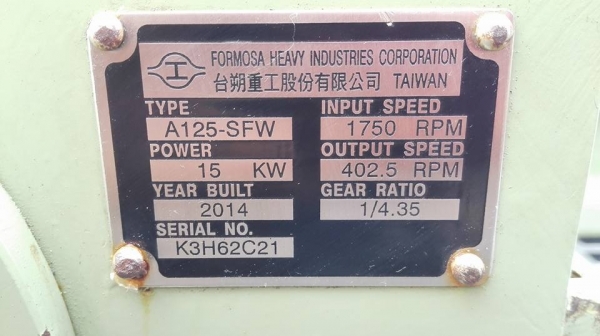 FORMOSA HEAVY INDUSTRIES CORPORATION
台朔重工股份有限公司 TAIWAN
TYPE INPUT SPEED
A125-SFW 1750 RPM
POWER OUTPUT SPEED
15 KW 402.5 RPM
YEAR BUILT GEAR RATIO
2014 1/4.35
SERIAL NO.
K3H62C21